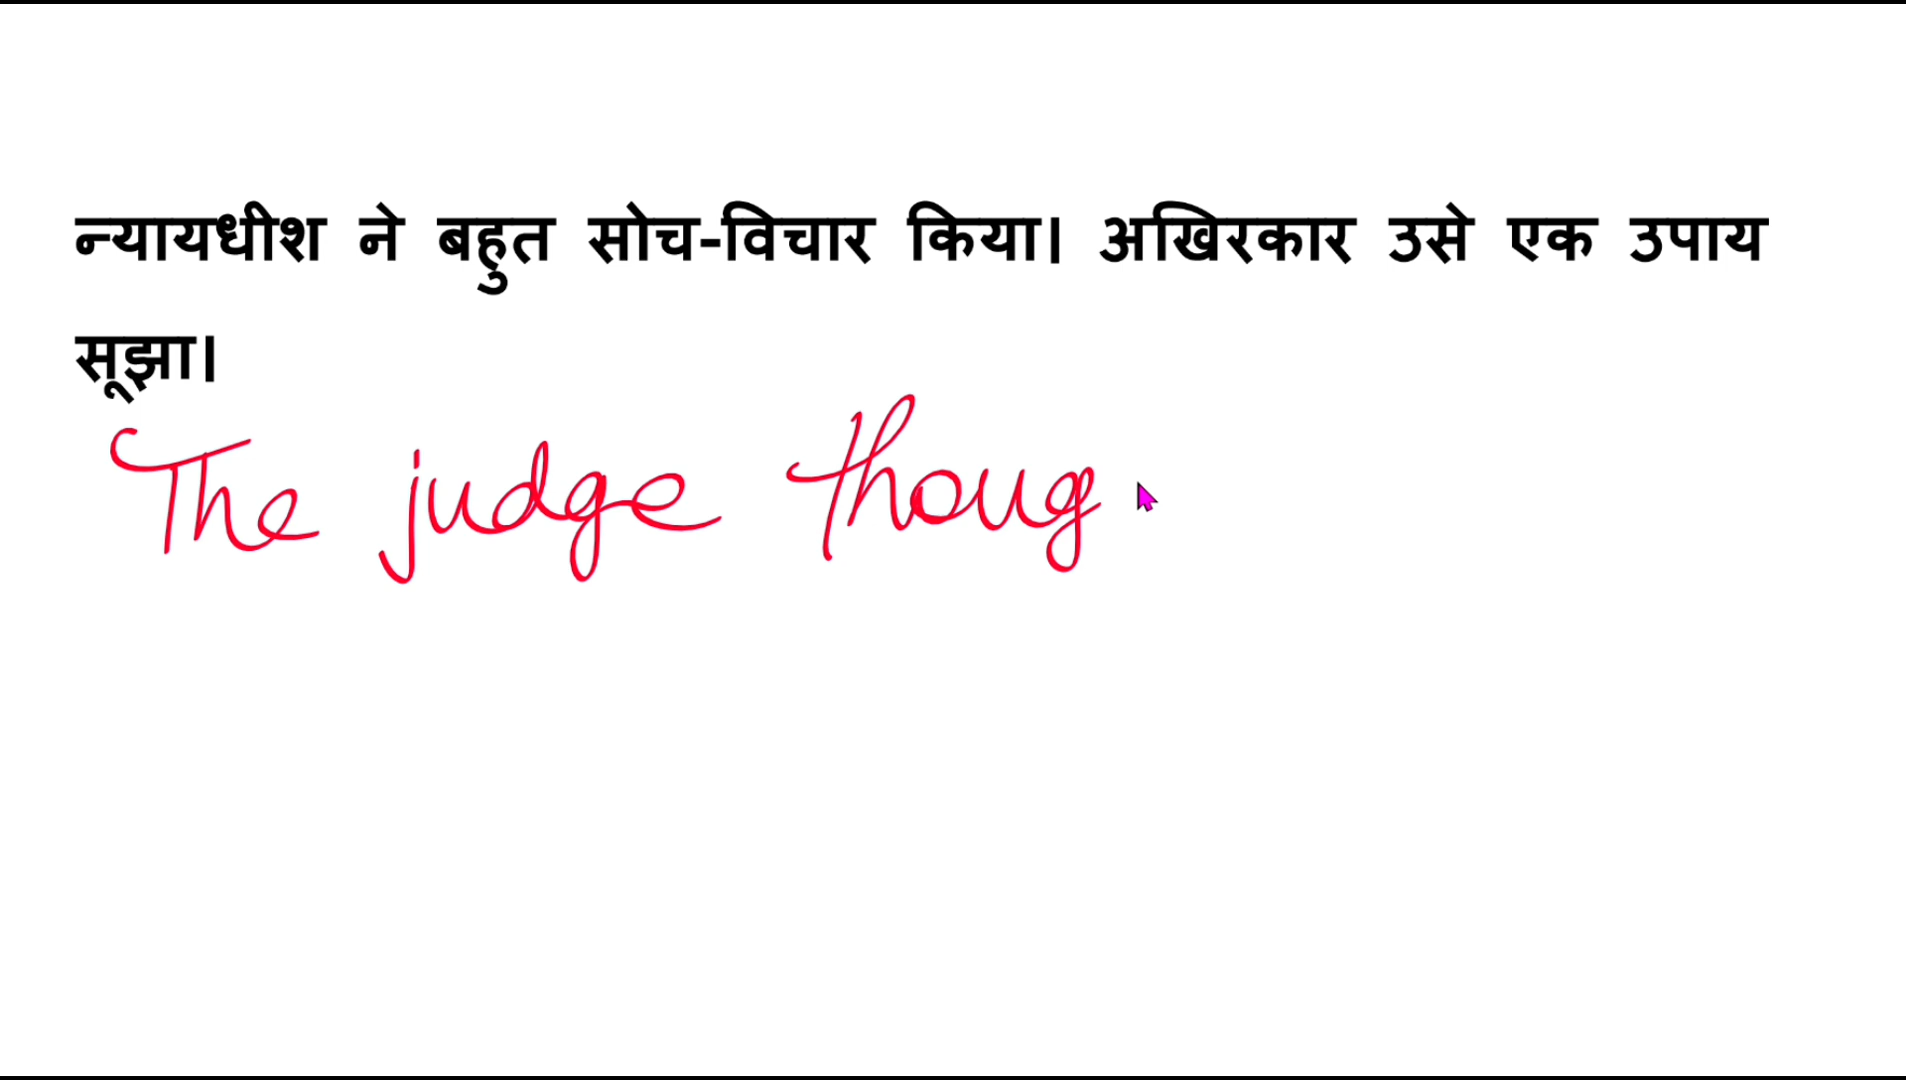 न्यायधीश ने बहुत सोच-विचार किया। अखिरकार उसे एक उपाय
सूझा।
The judge thoug